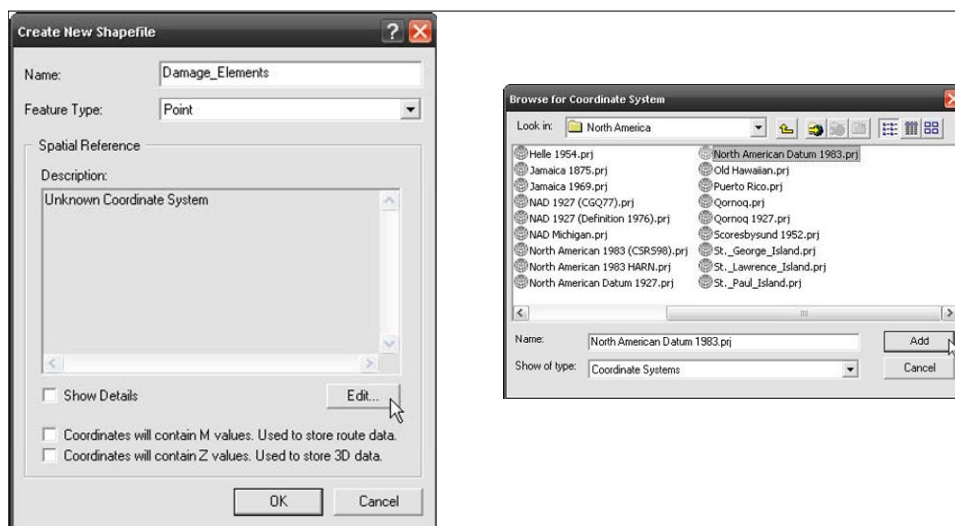 Create New Shapefile
Name: Damage_Elements
Feature Type: Point
Spatial Reference
Description:
Unknown Coordinate System
Show Details
Edit...
Coordinates will contain M values. Used to store route data.
Coordinates will contain Z values. Used to store 3D data.
OK Cancel
Browse for Coordinate System
Look in: North America
Helle 1954.prj
Jamaica 1875.prj
Jamaica 1969.prj
NAD 1927 (CGQ77).prj
NAD 1927 (Definition 1976).prj
NAD Michigan.prj
North American 1983 (CSRS98).prj
North American 1983 HARN.prj
North American Datum 1927.prj
North American Datum 1983.prj
Old Hawaiian.prj
Puerto Rico.prj
Qornoq.prj
Qornoq 1927.prj
Scoresbysund 1952.prj
St._George_Island.prj
St._Lawrence_Island.prj
St._Paul_Island.prj
Name: North American Datum 1983.prj
Add
Show of type: Coordinate Systems
Cancel